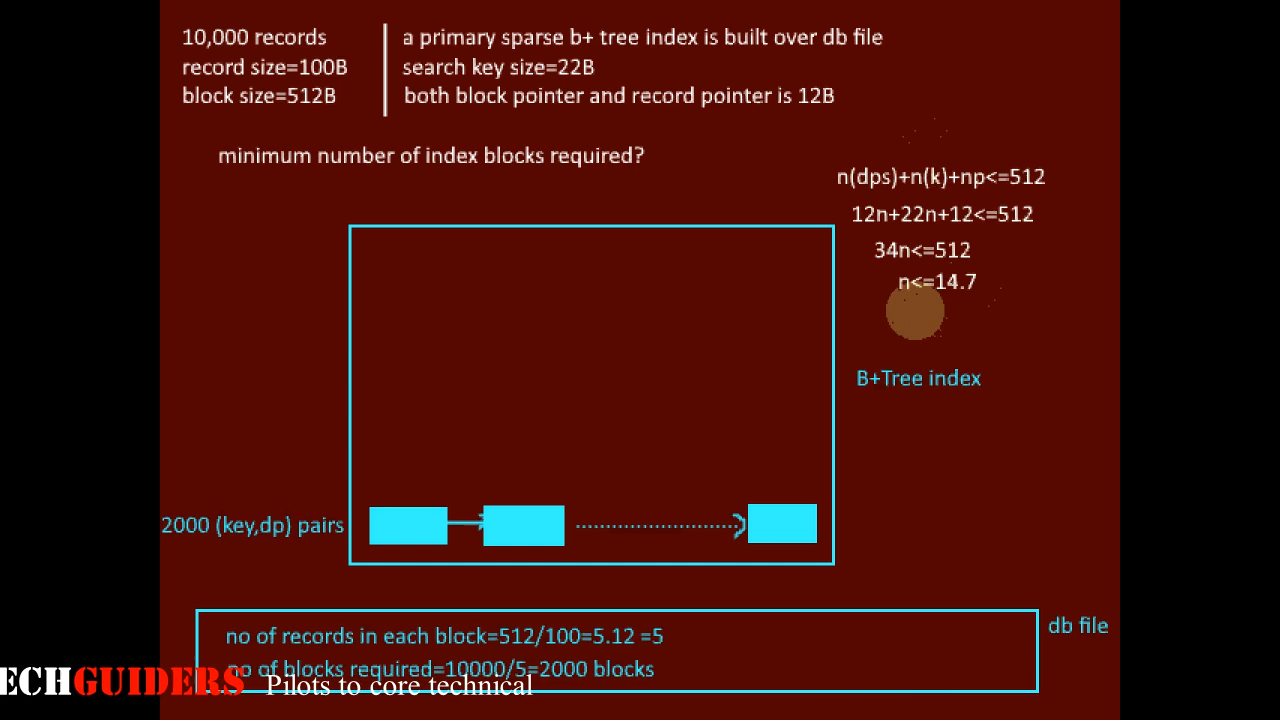 10,000 records
record size=100B
block size=512B
a primary sparse b+ tree index is built over db file
search key size=22B
both block pointer and record pointer is 12B
minimum number of index blocks required?
n(dps)+n(k)+np<=512
12n+22n+12<=512
34n<=512
n<=14.7
B+Tree index
2000 (key,dp) pairs
no of records in each block=512/100=5.12 =5
no of blocks required=10000/5=2000 blocks
db file
ECHGUIDERS Pilots to core technical